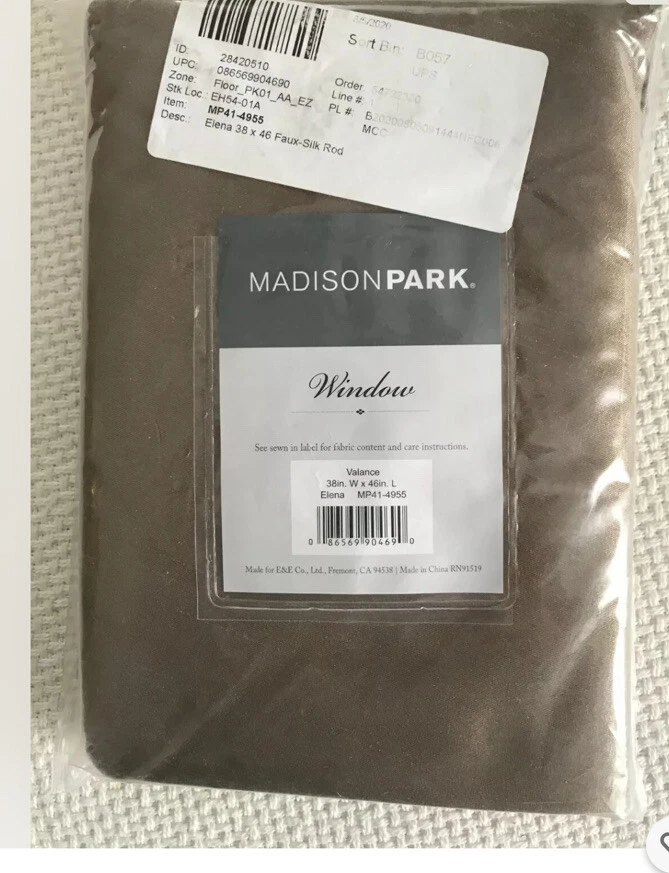 Sort Bin: B057
UPS
ID: 28420510
UPC: 086569904690
Zone: Floor_PK01_AA_EZ
Stk Loc.: EH54-01A
Item: MP41-4955
Desc.: Elena 38 x 46 Faux-Silk Rod
Order
Line #:
PL #:
MADISONPARK®
Window
See sewn in label for fabric content and care instructions.
Valance
38in. W x 46in. L
Elena MP41-4955
0 86569 90469 0
Made for E&E Co., Ltd., Fremont, CA 94538 | Made in China RN91519